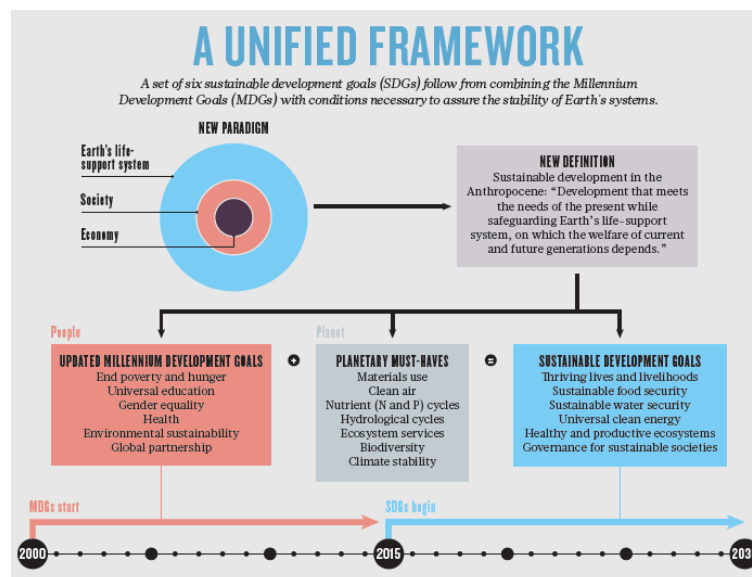 A UNIFIED FRAMEWORK
A set of six sustainable development goals (SDGs) follow from combining the Millennium
Development Goals (MDGs) with conditions necessary to assure the stability of Earth's systems.
NEW PARADIGM
Earth's life-
support system
Society
Economy
NEW DEFINITION
Sustainable development in the
Anthropocene: “Development that meets
the needs of the present while
safeguarding Earth's life-support
system, on which the welfare of current
and future generations depends.”
People
UPDATED MILLENNIUM DEVELOPMENT GOALS
End poverty and hunger
Universal education
Gender equality
Health
Environmental sustainability
Global partnership
+
Planet
PLANETARY MUST-HAVES
Materials use
Clean air
Nutrient (N and P) cycles
Hydrological cycles
Ecosystem services
Biodiversity
Climate stability
=
SUSTAINABLE DEVELOPMENT GOALS
Thriving lives and livelihoods
Sustainable food security
Sustainable water security
Universal clean energy
Healthy and productive ecosystems
Governance for sustainable societies
MDGs start
SDGs begin
2000
2015
203